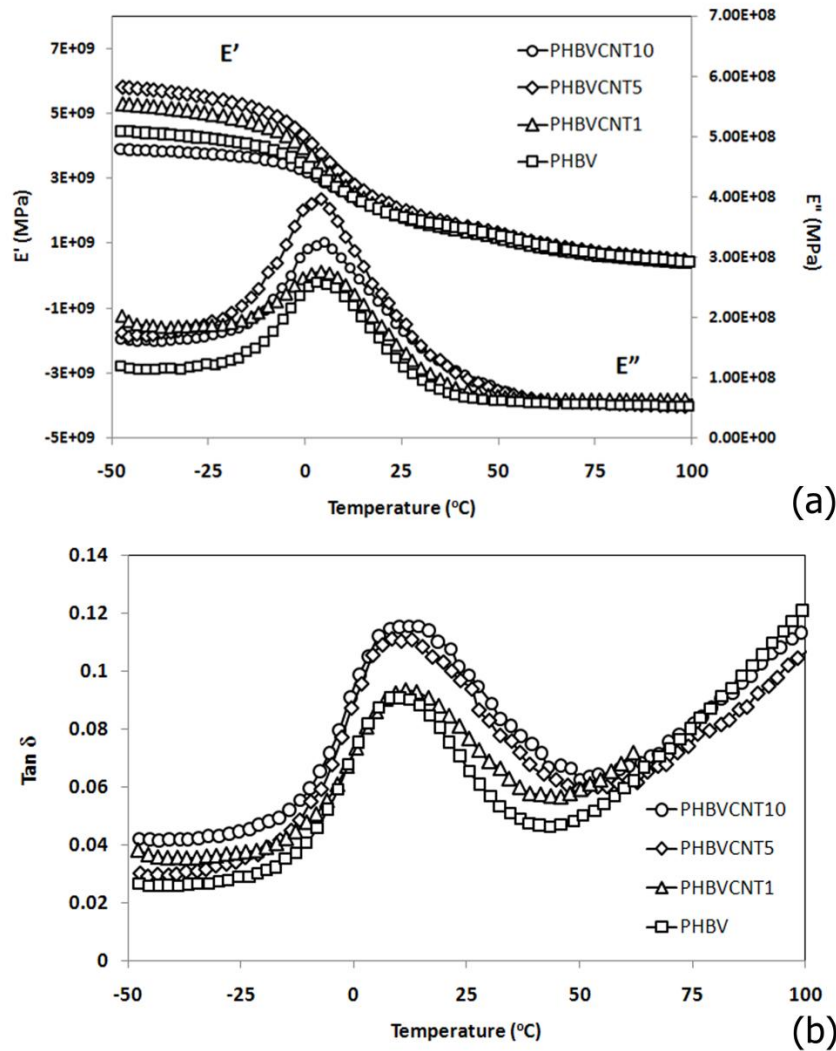 7.00E+08
7E+09
E'
PHBVCNT10
6.00E+08
PHBVCNT5
5E+09
PHBVCNT1
5.00E+08
PHBV
3E+09
E' (MPa)
4.00E+08
E" (MPa)
1E+09
3.00E+08
-1E+09
2.00E+08
-3E+09
E”
1.00E+08
-5E+09
0.00E+00
-50 -25 0 25 50 75 100
Temperature (°C)
(a)
0.14
0.12
0.1
0.08
Tan δ
0.06
PHBVCNT10
0.04
PHBVCNT5
PHBVCNT1
0.02
PHBV
0
-50 -25 0 25 50 75 100
Temperature (°C)
(b)